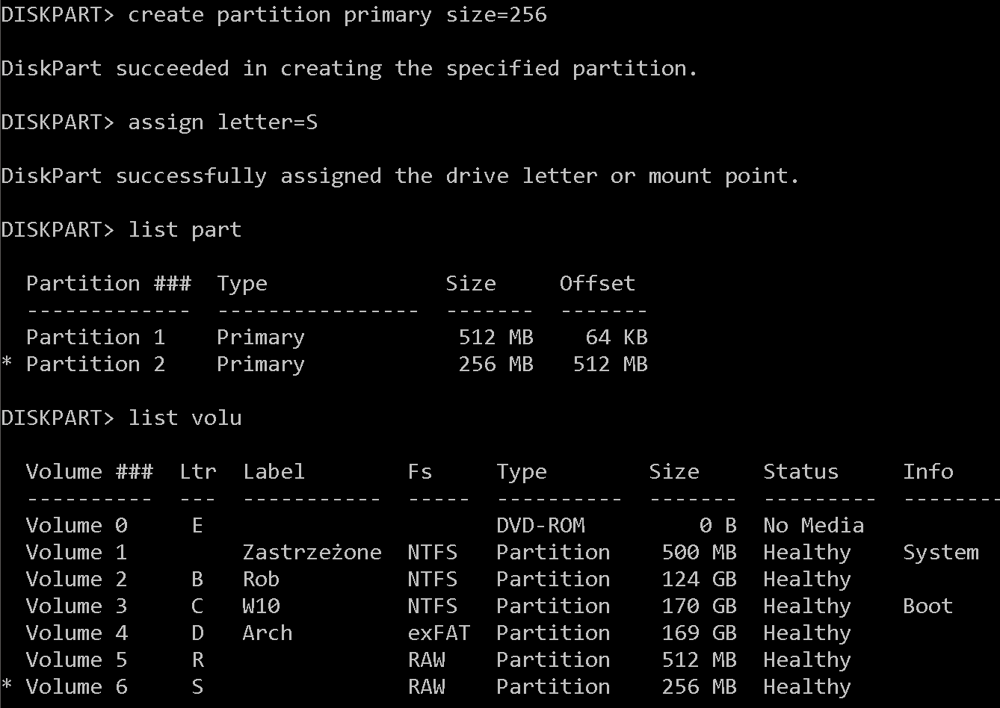 DISKPART> create partition primary size=256
DiskPart succeeded in creating the specified partition.
DISKPART> assign letter=S
DiskPart successfully assigned the drive letter or mount point.
DISKPART> list part
  Partition ###  Type              Size     Offset
  -------------  ----------------  -------  -------
  Partition 1    Primary            512 MB    64 KB
* Partition 2    Primary            256 MB   512 MB
DISKPART> list volu
  Volume ###  Ltr  Label        Fs     Type        Size     Status     Info
  ----------  ---  -----------  -----  ----------  -------  ---------  --------
  Volume 0     E                       DVD-ROM         0 B  No Media
  Volume 1         Zastrzeżone  NTFS   Partition    500 MB  Healthy    System
  Volume 2     B   Rob          NTFS   Partition    124 GB  Healthy
  Volume 3     C   W10          NTFS   Partition    170 GB  Healthy    Boot
  Volume 4     D   Arch         exFAT  Partition    169 GB  Healthy
  Volume 5     R                RAW    Partition    512 MB  Healthy
* Volume 6     S                RAW    Partition    256 MB  Healthy